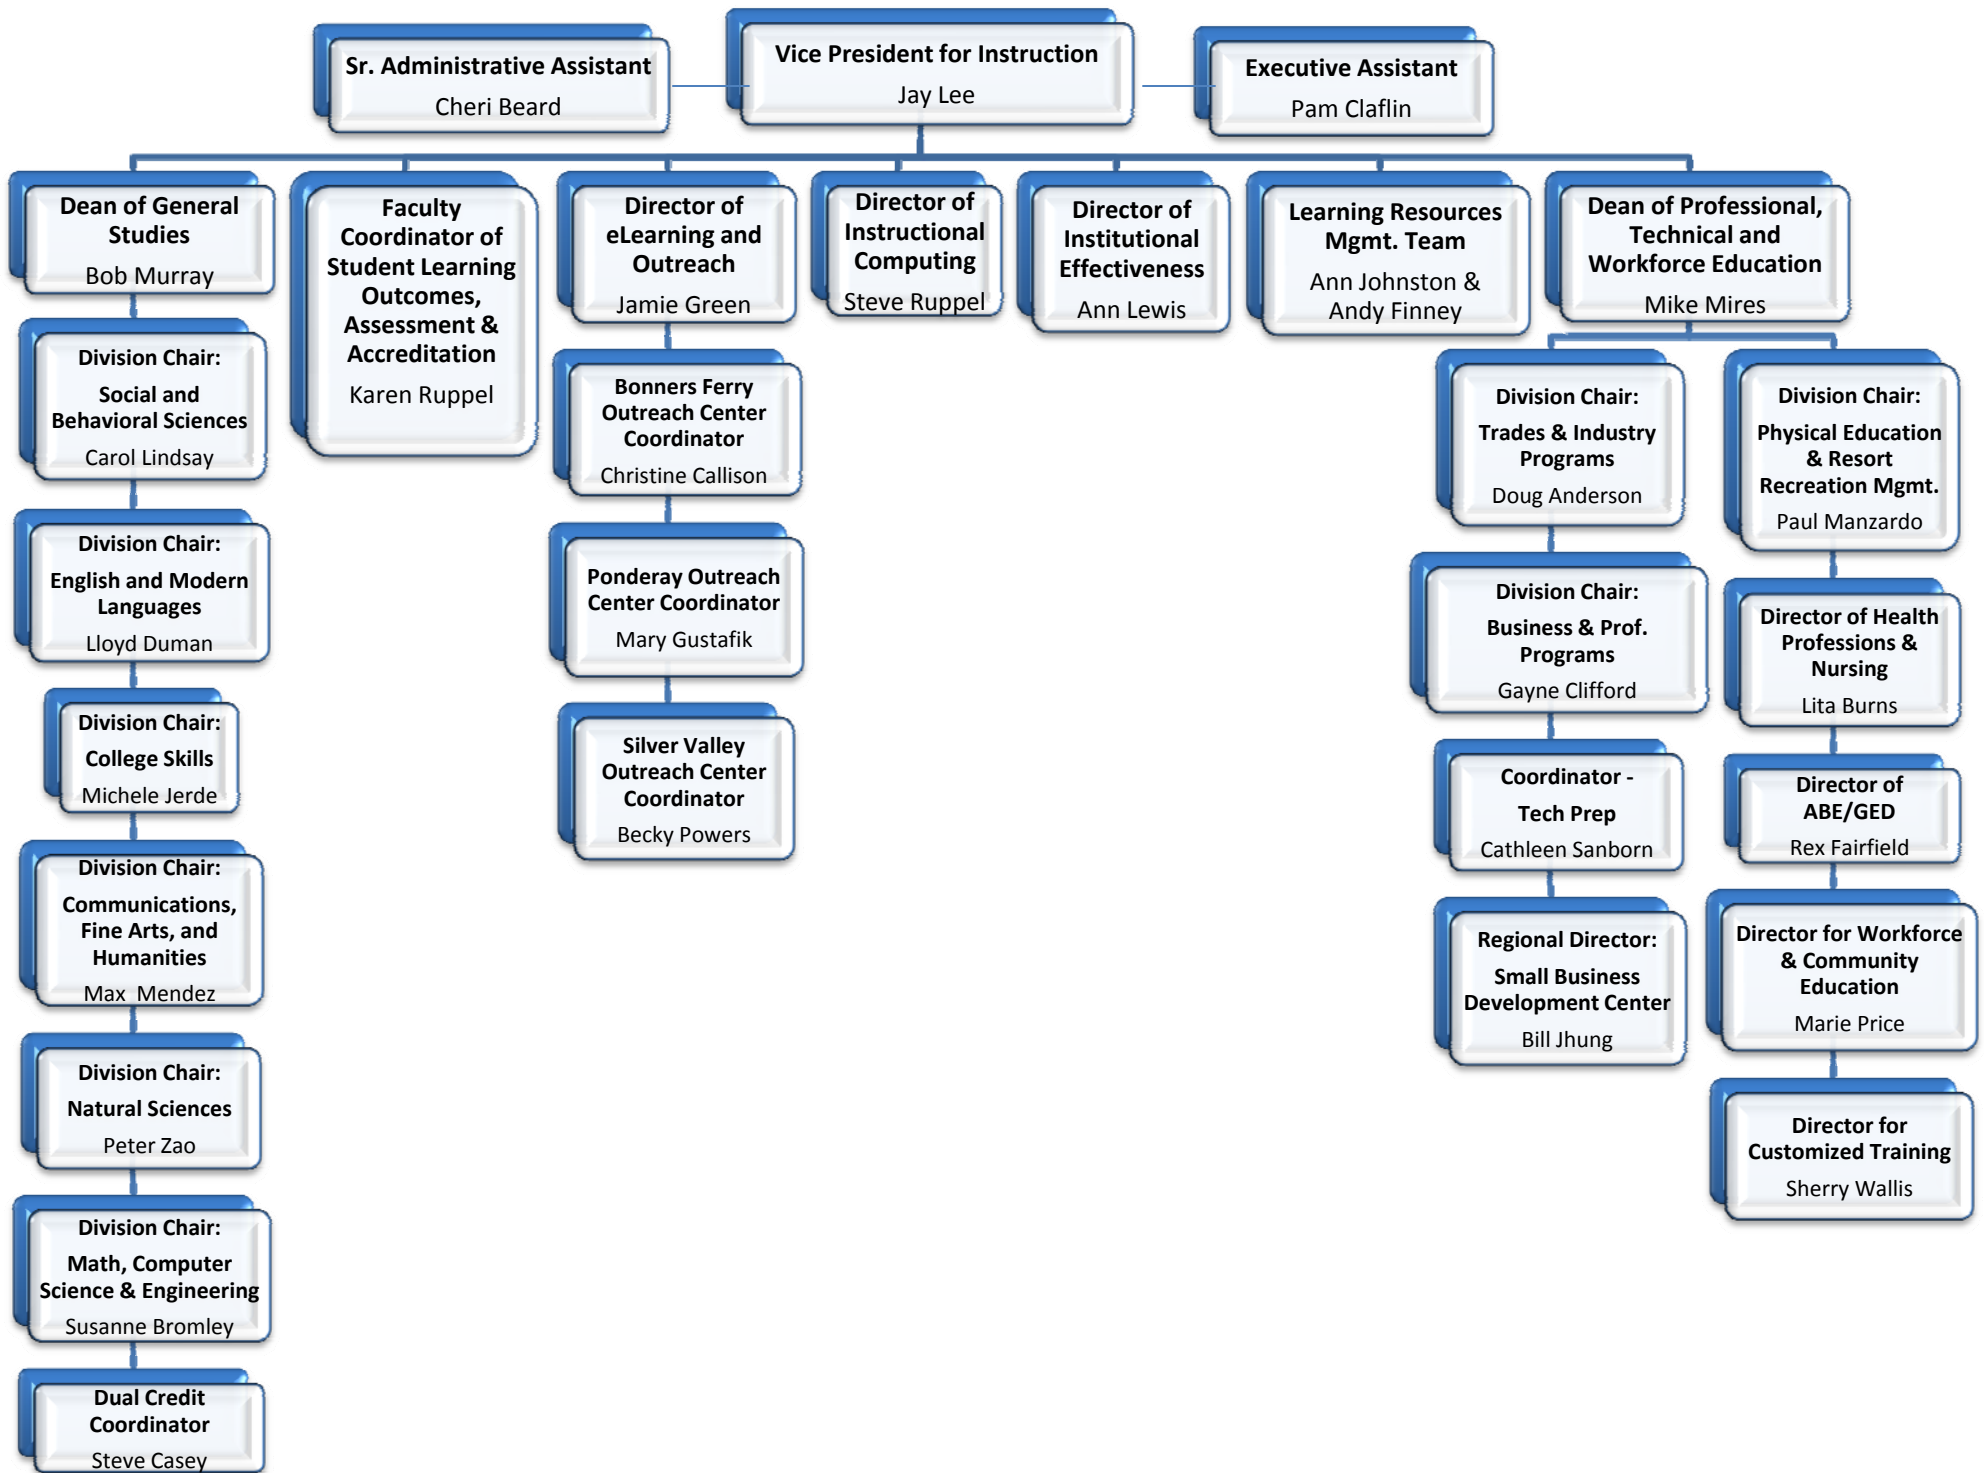 Sr. Administrative Assistant
Cheri Beard
Vice President for Instruction
Jay Lee
Executive Assistant
Pam Claflin
Dean of General
Studies
Bob Murray
Faculty
Coordinator of
Student Learning
Outcomes,
Assessment &
Accreditation
Karen Ruppel
Director of
eLearning and
Outreach
Jamie Green
Director of
Instructional
Computing
Steve Ruppel
Director of
Institutional
Effectiveness
Ann Lewis
Learning Resources
Mgmt. Team
Ann Johnston &
Andy Finney
Dean of Professional,
Technical and
Workforce Education
Mike Mires
Division Chair:
Social and
Behavioral Sciences
Carol Lindsay
Division Chair:
English and Modern
Languages
Lloyd Duman
Division Chair:
College Skills
Michele Jerde
Division Chair:
Communications,
Fine Arts, and
Humanities
Max  Mendez
Division Chair:
Natural Sciences
Peter Zao
Division Chair:
Math, Computer
Science & Engineering
Susanne Bromley
Dual Credit
Coordinator
Steve Casey
Bonners Ferry
Outreach Center
Coordinator
Christine Callison
Ponderay Outreach
Center Coordinator
Mary Gustafik
Silver Valley
Outreach Center
Coordinator
Becky Powers
Division Chair:
Trades & Industry
Programs
Doug Anderson
Division Chair:
Business & Prof.
Programs
Gayne Clifford
Coordinator -
Tech Prep
Cathleen Sanborn
Regional Director:
Small Business
Development Center
Bill Jhung
Division Chair:
Physical Education
& Resort
Recreation Mgmt.
Paul Manzardo
Director of Health
Professions &
Nursing
Lita Burns
Director of
ABE/GED
Rex Fairfield
Director for Workforce
& Community
Education
Marie Price
Director for
Customized Training
Sherry Wallis